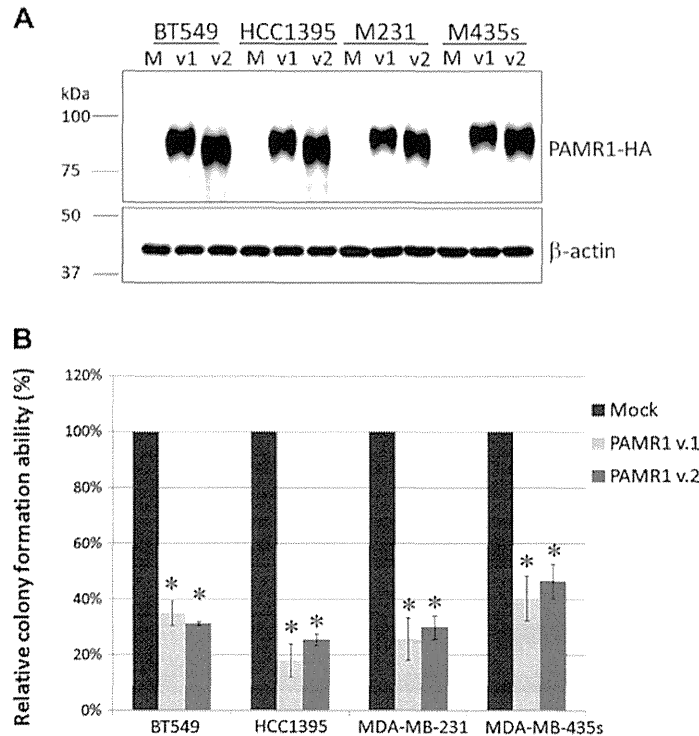 A
BT549 HCC1395 M231 M435s
M v1 v2 M v1 v2 M v1 v2 M v1 v2
kDa
100
75
PAMR1-HA
50
37
β-actin
B
Relative colony formation ability (%)
120%
100%
80%
60%
40%
20%
0%
* * * * * * * *
Mock
PAMR1 v.1
PAMR1 v.2
BT549 HCC1395 MDA-MB-231 MDA-MB-435s